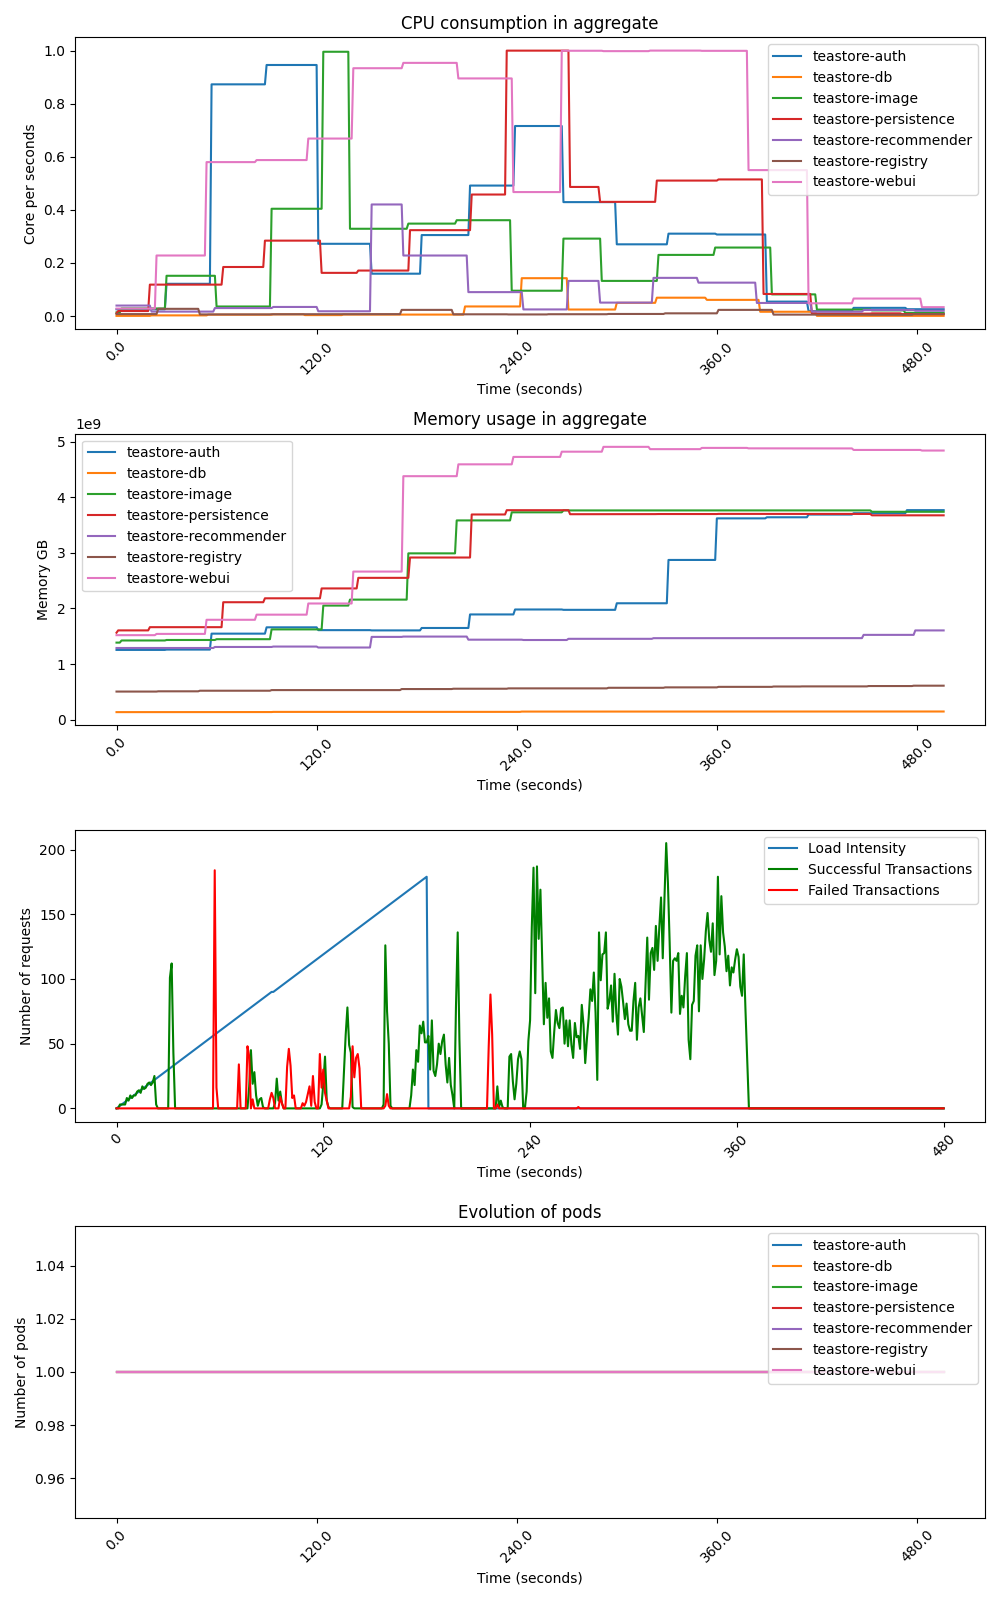 CPU consumption in aggregate
1.0
0.8
0.6
0.4
0.2
0.0
Core per seconds
teastore-auth
teastore-db
teastore-image
teastore-persistence
teastore-recommender
teastore-registry
teastore-webui
0.0
120.0
240.0
360.0
480.0
Time (seconds)
Memory usage in aggregate
1e9
5
4
3
2
1
0
Memory GB
teastore-auth
teastore-db
teastore-image
teastore-persistence
teastore-recommender
teastore-registry
teastore-webui
0.0
120.0
240.0
360.0
480.0
Time (seconds)
200
150
100
50
0
Number of requests
Load Intensity
Successful Transactions
Failed Transactions
0
120
240
360
480
Time (seconds)
Evolution of pods
1.04
1.02
1.00
0.98
0.96
Number of pods
teastore-auth
teastore-db
teastore-image
teastore-persistence
teastore-recommender
teastore-registry
teastore-webui
0.0
120.0
240.0
360.0
480.0
Time (seconds)